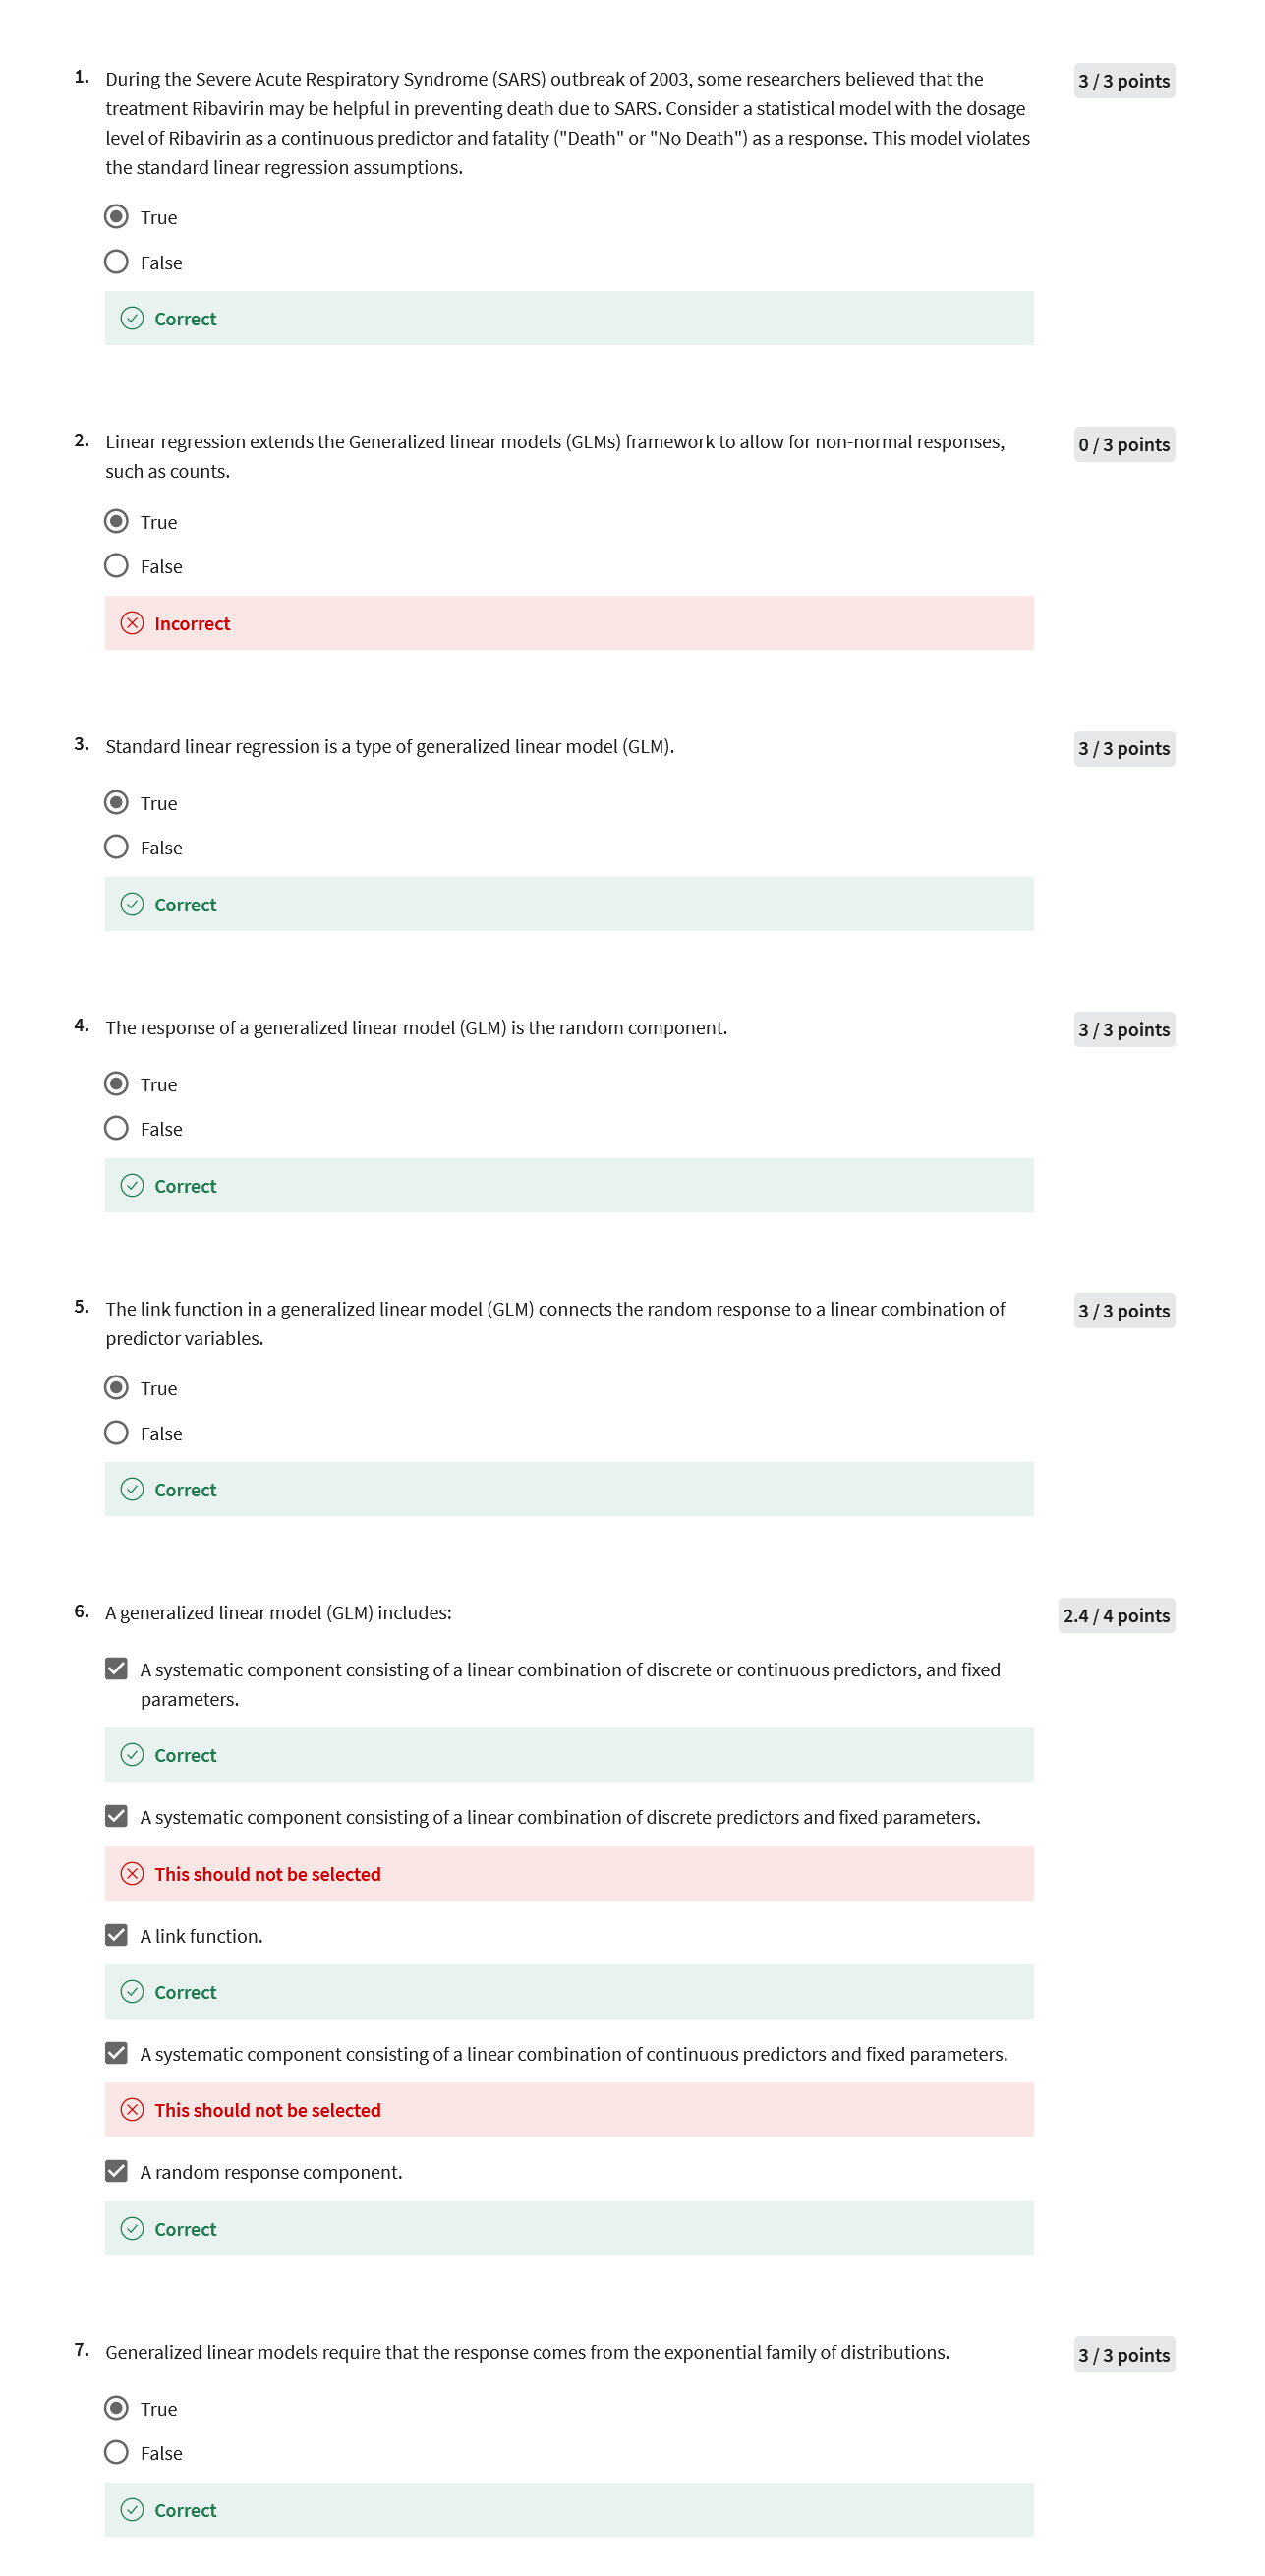 1. During the Severe Acute Respiratory Syndrome (SARS) outbreak of 2003, some researchers believed that the
3 / 3 points
treatment Ribavirin may be helpful in preventing death due to SARS. Consider a statistical model with the dosage
level of Ribavirin as a continuous predictor and fatality ("Death" or "No Death") as a response. This model violates
the standard linear regression assumptions.
True
False
Correct
2. Linear regression extends the Generalized linear models (GLMs) framework to allow for non-normal responses,
0 / 3 points
such as counts.
True
False
Incorrect
3. Standard linear regression is a type of generalized linear model (GLM).
3 / 3 points
True
False
Correct
4. The response of a generalized linear model (GLM) is the random component.
3 / 3 points
True
False
Correct
5. The link function in a generalized linear model (GLM) connects the random response to a linear combination of
3 / 3 points
predictor variables.
True
False
Correct
6. A generalized linear model (GLM) includes:
2.4 / 4 points
A systematic component consisting of a linear combination of discrete or continuous predictors, and fixed
parameters.
Correct
A systematic component consisting of a linear combination of discrete predictors and fixed parameters.
This should not be selected
A link function.
Correct
A systematic component consisting of a linear combination of continuous predictors and fixed parameters.
This should not be selected
A random response component.
Correct
7. Generalized linear models require that the response comes from the exponential family of distributions.
3 / 3 points
True
False
Correct